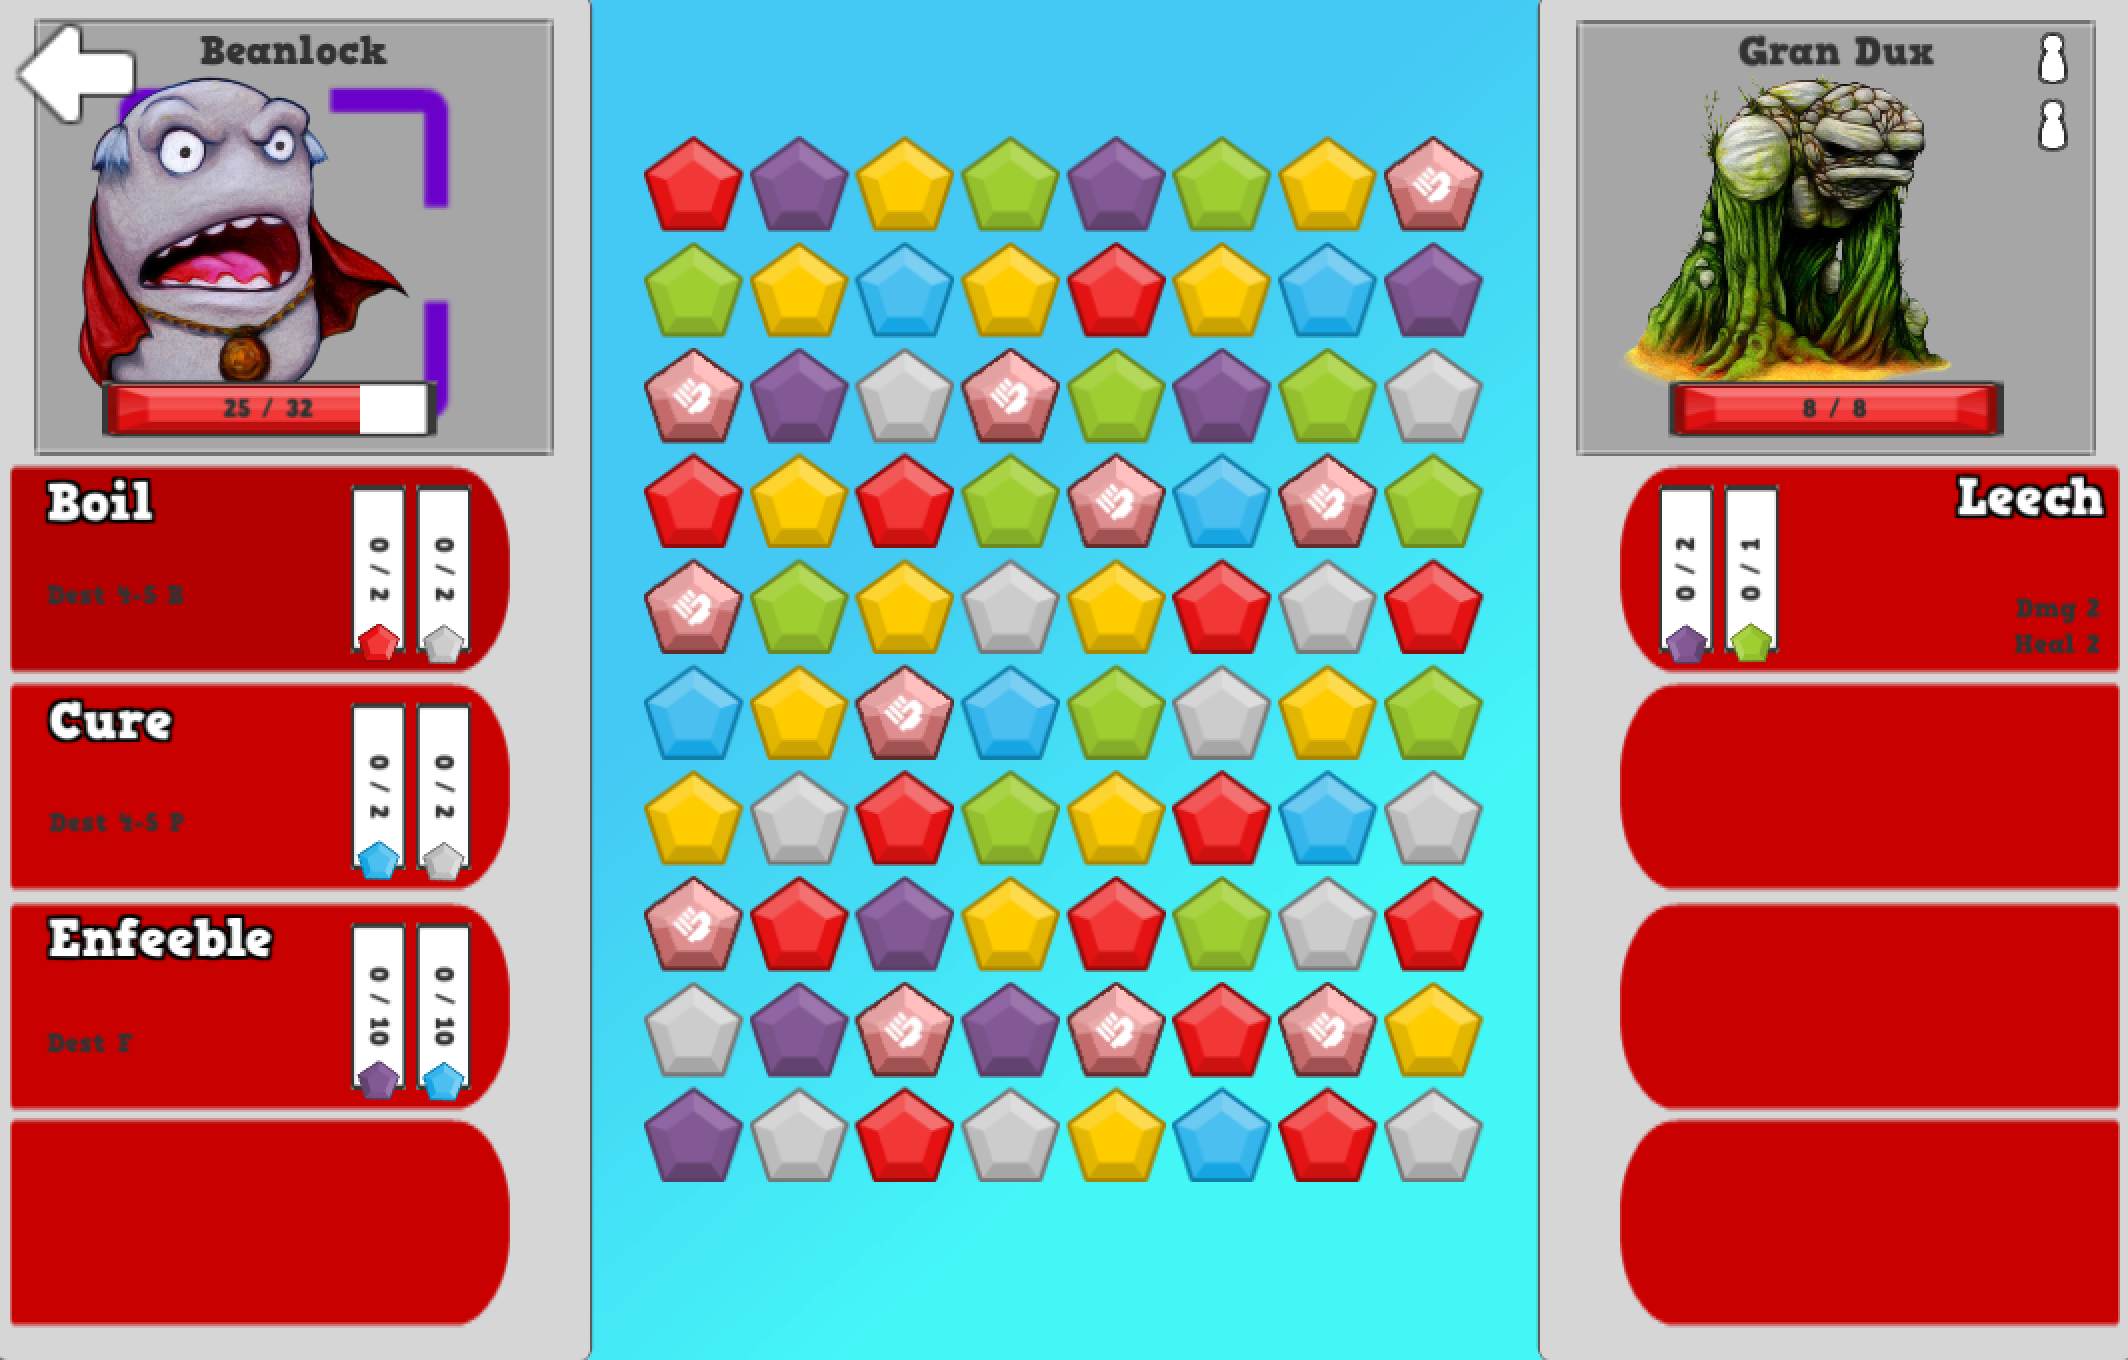 Beanlock
25 / 32
Boil
0 / 2
0 / 2
Dest 4-5 B
Cure
0 / 2
0 / 2
Dest 4-5 P
Enfeeble
0 / 10
0 / 10
Dest F
Gran Dux
8 / 8
Leech
0 / 2
0 / 1
Dmg 2
Heal 2